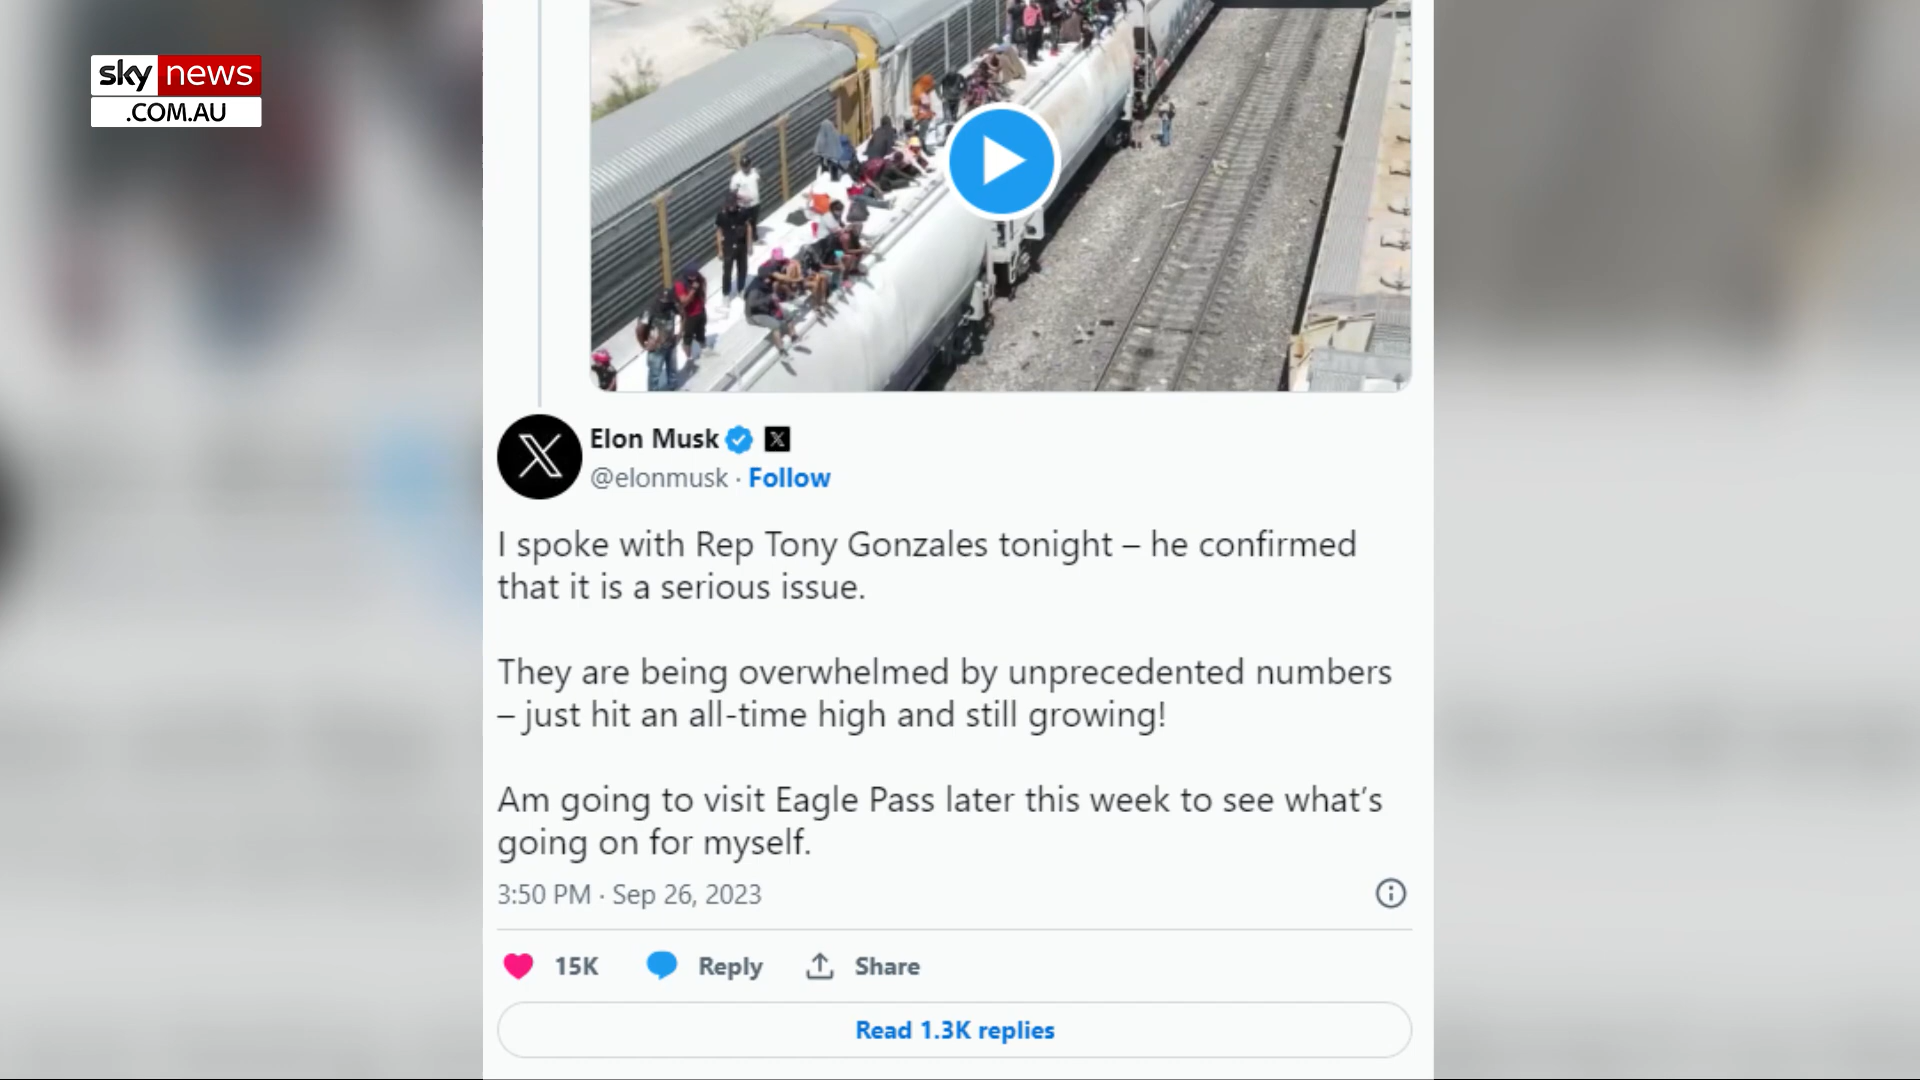 sky news
.COM.AU
Elon Musk
@elonmusk · Follow
I spoke with Rep Tony Gonzales tonight – he confirmed
that it is a serious issue.
They are being overwhelmed by unprecedented numbers
– just hit an all-time high and still growing!
Am going to visit Eagle Pass later this week to see what's
going on for myself.
3:50 PM · Sep 26, 2023
15K Reply Share
Read 1.3K replies